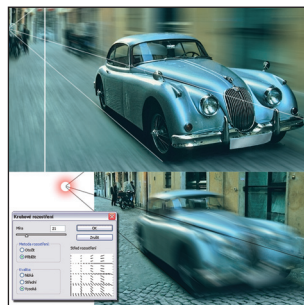 Kruhové rozostření
Míra
OK
Zrušit
Metoda rozostření
Otočit
Přiblížit
Střed rozostření
Kvalita
Nízká
Střední
Vysoká